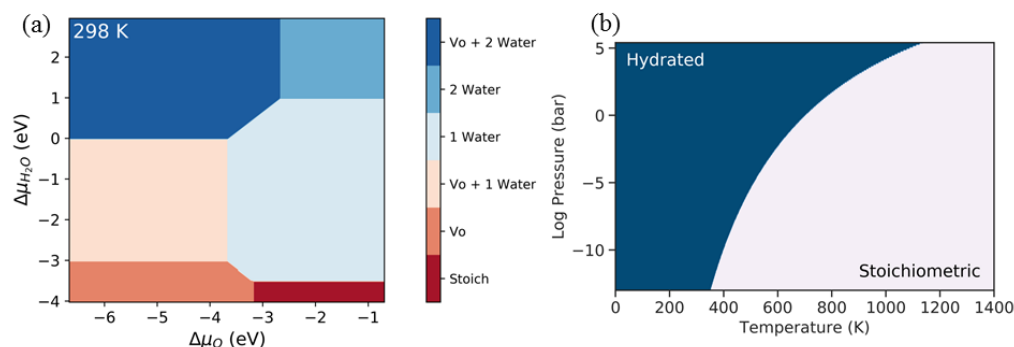 (a)
298 K
2
1
0
−1
−2
−3
−4
Δμ_H₂O (eV)
−6 −5 −4 −3 −2 −1
Δμ_O (eV)
Vo + 2 Water
2 Water
1 Water
Vo + 1 Water
Vo
Stoich
(b)
Hydrated
5
0
−5
−10
Log Pressure (bar)
Stoichiometric
0 200 400 600 800 1000 1200 1400
Temperature (K)